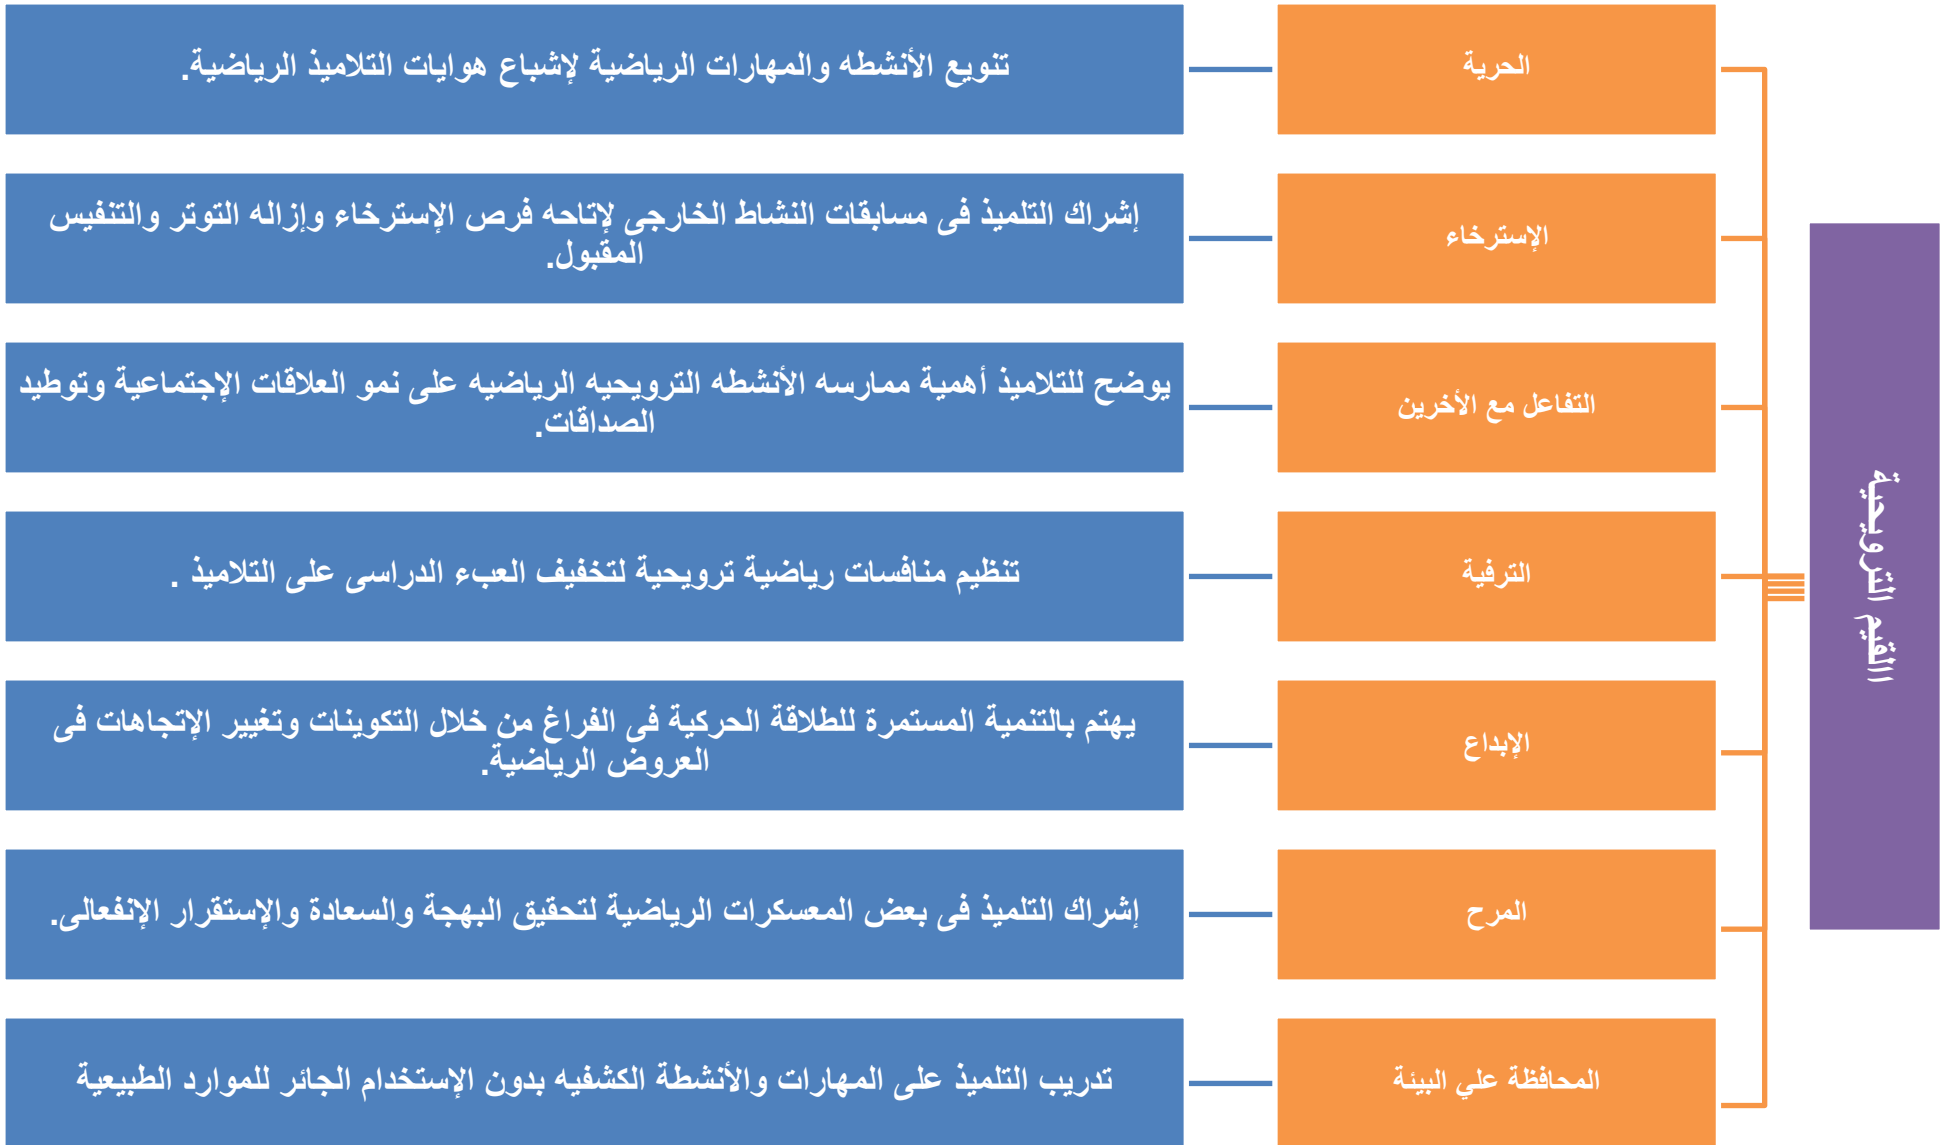 االقيم الترويحية
الحرية
تنويع الأنشطه والمهارات الرياضية لإشباع هوايات التلاميذ الرياضية.
الإسترخاء
إشراك التلميذ فى مسابقات النشاط الخارجى لإتاحه فرص الإسترخاء وإزاله التوتر والتنفيس
المقبول.
التفاعل مع الأخرين
يوضح للتلاميذ أهمية ممارسه الأنشطه الترويحيه الرياضيه على نمو العلاقات الإجتماعية وتوطيد
الصداقات.
الترفية
تنظيم منافسات رياضية ترويحية لتخفيف العبء الدراسى على التلاميذ .
الإبداع
يهتم بالتنمية المستمرة للطلاقة الحركية فى الفراغ من خلال التكوينات وتغيير الإتجاهات فى
العروض الرياضية.
المرح
إشراك التلميذ فى بعض المعسكرات الرياضية لتحقيق البهجة والسعادة والإستقرار الإنفعالى.
المحافظة علي البيئة
تدريب التلميذ على المهارات والأنشطة الكشفيه بدون الإستخدام الجائر للموارد الطبيعية